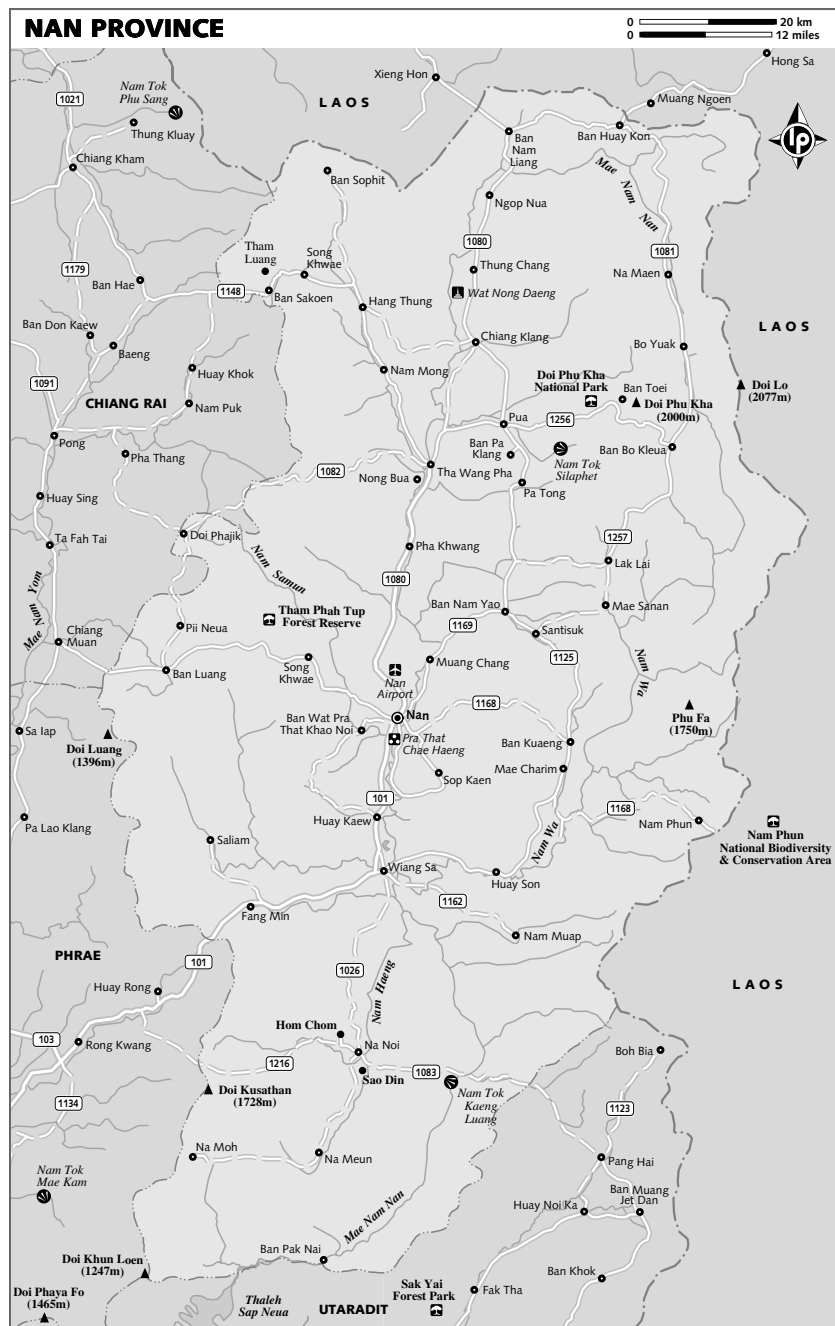 NAN PROVINCE
0 20 km
0 12 miles
Hong Sa
Xieng Hon
Nam Tok
Phu Sang
1021
LAOS
Muang Ngoen
Thung Kluay
Ban Huay Kon
Ban
Nam
Liang
lp
Chiang Kham
Ban Sophit
Mae Nam Nan
Ngop Nua
1080
1081
Tham
Luang
Song
Khwae
Thung Chang
1179
Na Maen
Ban Hae
1148
Ban Sakoen
Wat Nong Daeng
Hang Thung
LAOS
Ban Don Kaew
Baeng
Chiang Klang
Bo Yuak
Huay Khok
Nam Mong
Doi Phu Kha
National Park
Ban Toei
Doi Lo
(2077m)
1091
CHIANG RAI
Nam Puk
Doi Phu Kha
(2000m)
Pua
1256
Pong
Ban Pa
Klang
Ban Bo Kleua
Pha Thang
Nam Tok
Silaphet
1082
Nong Bua
Tha Wang Pha
Pa Tong
Huay Sing
Doi Phajik
1257
Ta Fah Tai
Nam Samun
Pha Khwang
Lak Lai
1080
Mae Nan Yom
Tham Phah Tup
Forest Reserve
Ban Nam Yao
Mae Sanan
Pii Neua
1169
Santisuk
Chiang
Muan
Song
Khwae
Muang Chang
1125
Nam Wa
Ban Luang
Nan
Airport
1168
Phu Fa
(1750m)
Sa Iap
Doi Luang
(1396m)
Ban Wat Pra
That Khao Noi
Nan
Pra That
Chae Haeng
Ban Kuaeng
Mae Charim
Sop Kaen
101
1168
Pa Lao Klang
Huay Kaew
Nam Phun
Nam Phun
National Biodiversity
& Conservation Area
Saliam
Nam Wa
Wiang Sa
Huay Son
1162
Fang Min
Nam Muap
PHRAE
101
1026
Nam Haeng
Huay Rong
LAOS
Hom Chom
103
Rong Kwang
Na Noi
Boh Bia
1216
Sao Din
1083
Doi Kusathan
(1728m)
Nam Tok
Kaeng
Luang
1134
1123
Na Moh
Na Meun
Pang Hai
Nam Tok
Mae Kam
Ban Muang
Jet Dan
Mae Nam Nan
Huay Noi Ka
Doi Khun Loen
(1247m)
Ban Pak Nai
Ban Khok
Doi Phaya Fo
(1465m)
Thaleh
Sap Neua
UTARADIT
Sak Yai
Forest Park
Fak Tha